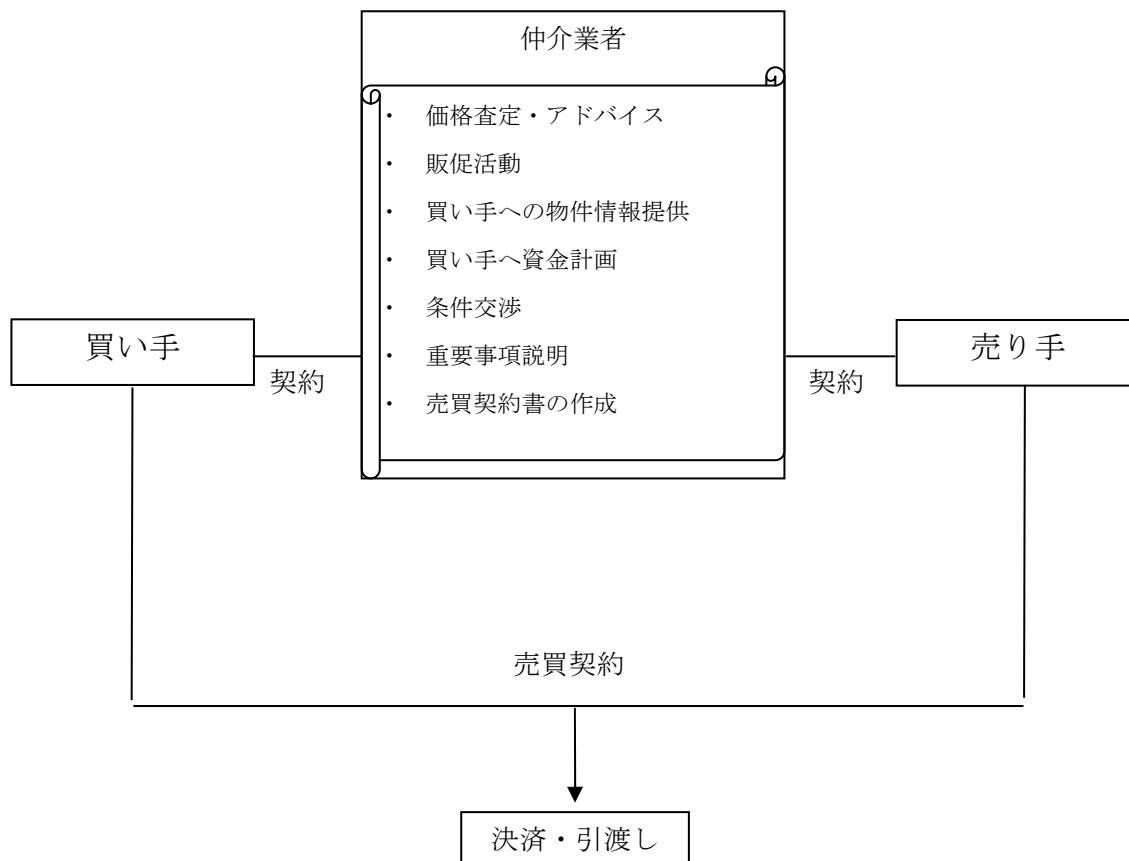 仲介業者
・ 価格査定・アドバイス
・ 販促活動
・ 買い手への物件情報提供
・ 買い手へ資金計画
・ 条件交渉
・ 重要事項説明
・ 売買契約書の作成
買い手
契約
契約
売り手
売買契約
決済・引渡し